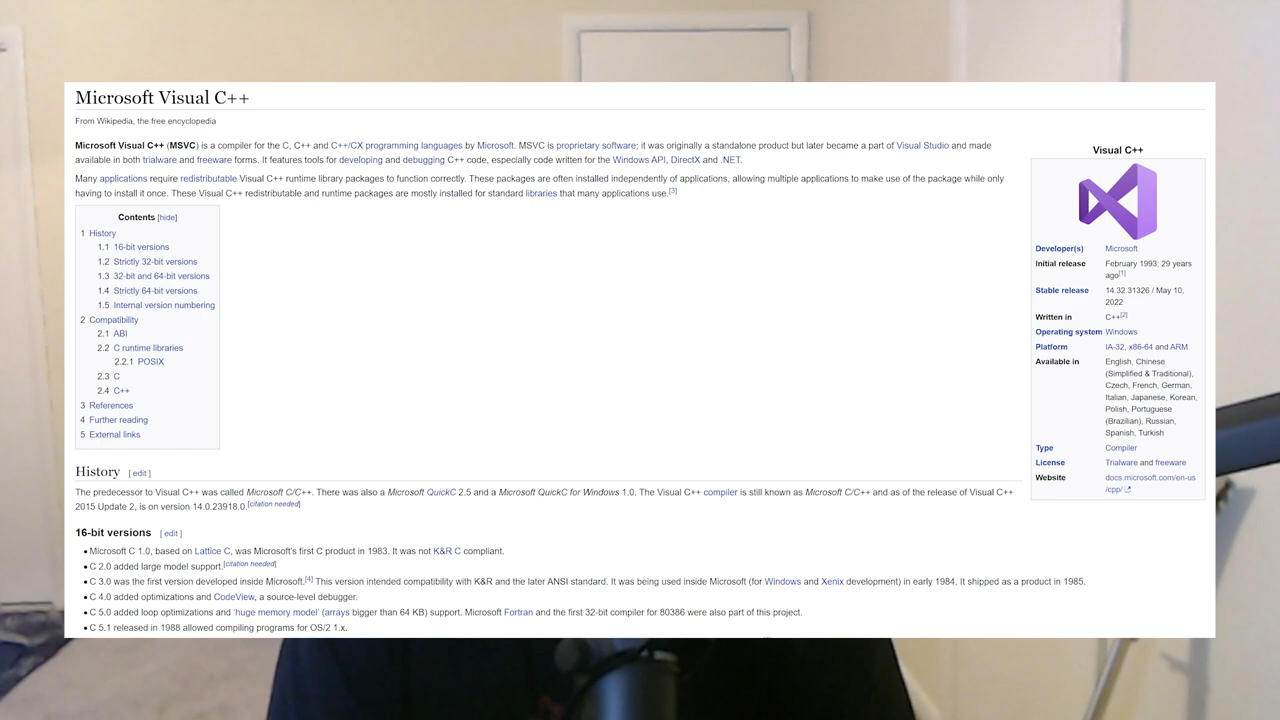 Microsoft Visual C++
From Wikipedia, the free encyclopedia
Microsoft Visual C++ (MSVC) is a compiler for the C, C++ and C++/CX programming languages by Microsoft. MSVC is proprietary software; it was originally a standalone product but later became a part of Visual Studio and made
available in both trialware and freeware forms. It features tools for developing and debugging C++ code, especially code written for the Windows API, DirectX and .NET.
Many applications require redistributable Visual C++ runtime library packages to function correctly. These packages are often installed independently of applications, allowing multiple applications to make use of the package while only
having to install it once. These Visual C++ redistributable and runtime packages are mostly installed for standard libraries that many applications use.[3]
Contents [hide]
1 History
1.1 16-bit versions
1.2 Strictly 32-bit versions
1.3 32-bit and 64-bit versions
1.4 Strictly 64-bit versions
1.5 Internal version numbering
2 Compatibility
2.1 ABI
2.2 C runtime libraries
2.2.1 POSIX
2.3 C
2.4 C++
3 References
4 Further reading
5 External links
Visual C++
Developer(s) Microsoft
Initial release February 1993; 29 years
ago[1]
Stable release 14.32.31326 / May 10,
2022
Written in C++[2]
Operating system Windows
Platform IA-32, x86-64 and ARM
Available in English, Chinese
(Simplified & Traditional),
Czech, French, German,
Italian, Japanese, Korean,
Polish, Portuguese
(Brazilian), Russian,
Spanish, Turkish
Type Compiler
License Trialware and freeware
Website docs.microsoft.com/en-us
/cpp/
History [ edit ]
The predecessor to Visual C++ was called Microsoft C/C++. There was also a Microsoft QuickC 2.5 and a Microsoft QuickC for Windows 1.0. The Visual C++ compiler is still known as Microsoft C/C++ and as of the release of Visual C++
2015 Update 2, is on version 14.0.23918.0.[citation needed]
16-bit versions [ edit ]
• Microsoft C 1.0, based on Lattice C, was Microsoft's first C product in 1983. It was not K&R C compliant.
• C 2.0 added large model support.[citation needed]
• C 3.0 was the first version developed inside Microsoft.[4] This version intended compatibility with K&R and the later ANSI standard. It was being used inside Microsoft (for Windows and Xenix development) in early 1984. It shipped as a product in 1985.
• C 4.0 added optimizations and CodeView, a source-level debugger.
• C 5.0 added loop optimizations and 'huge memory model' (arrays bigger than 64 KB) support. Microsoft Fortran and the first 32-bit compiler for 80386 were also part of this project.
• C 5.1 released in 1988 allowed compiling programs for OS/2 1.x.